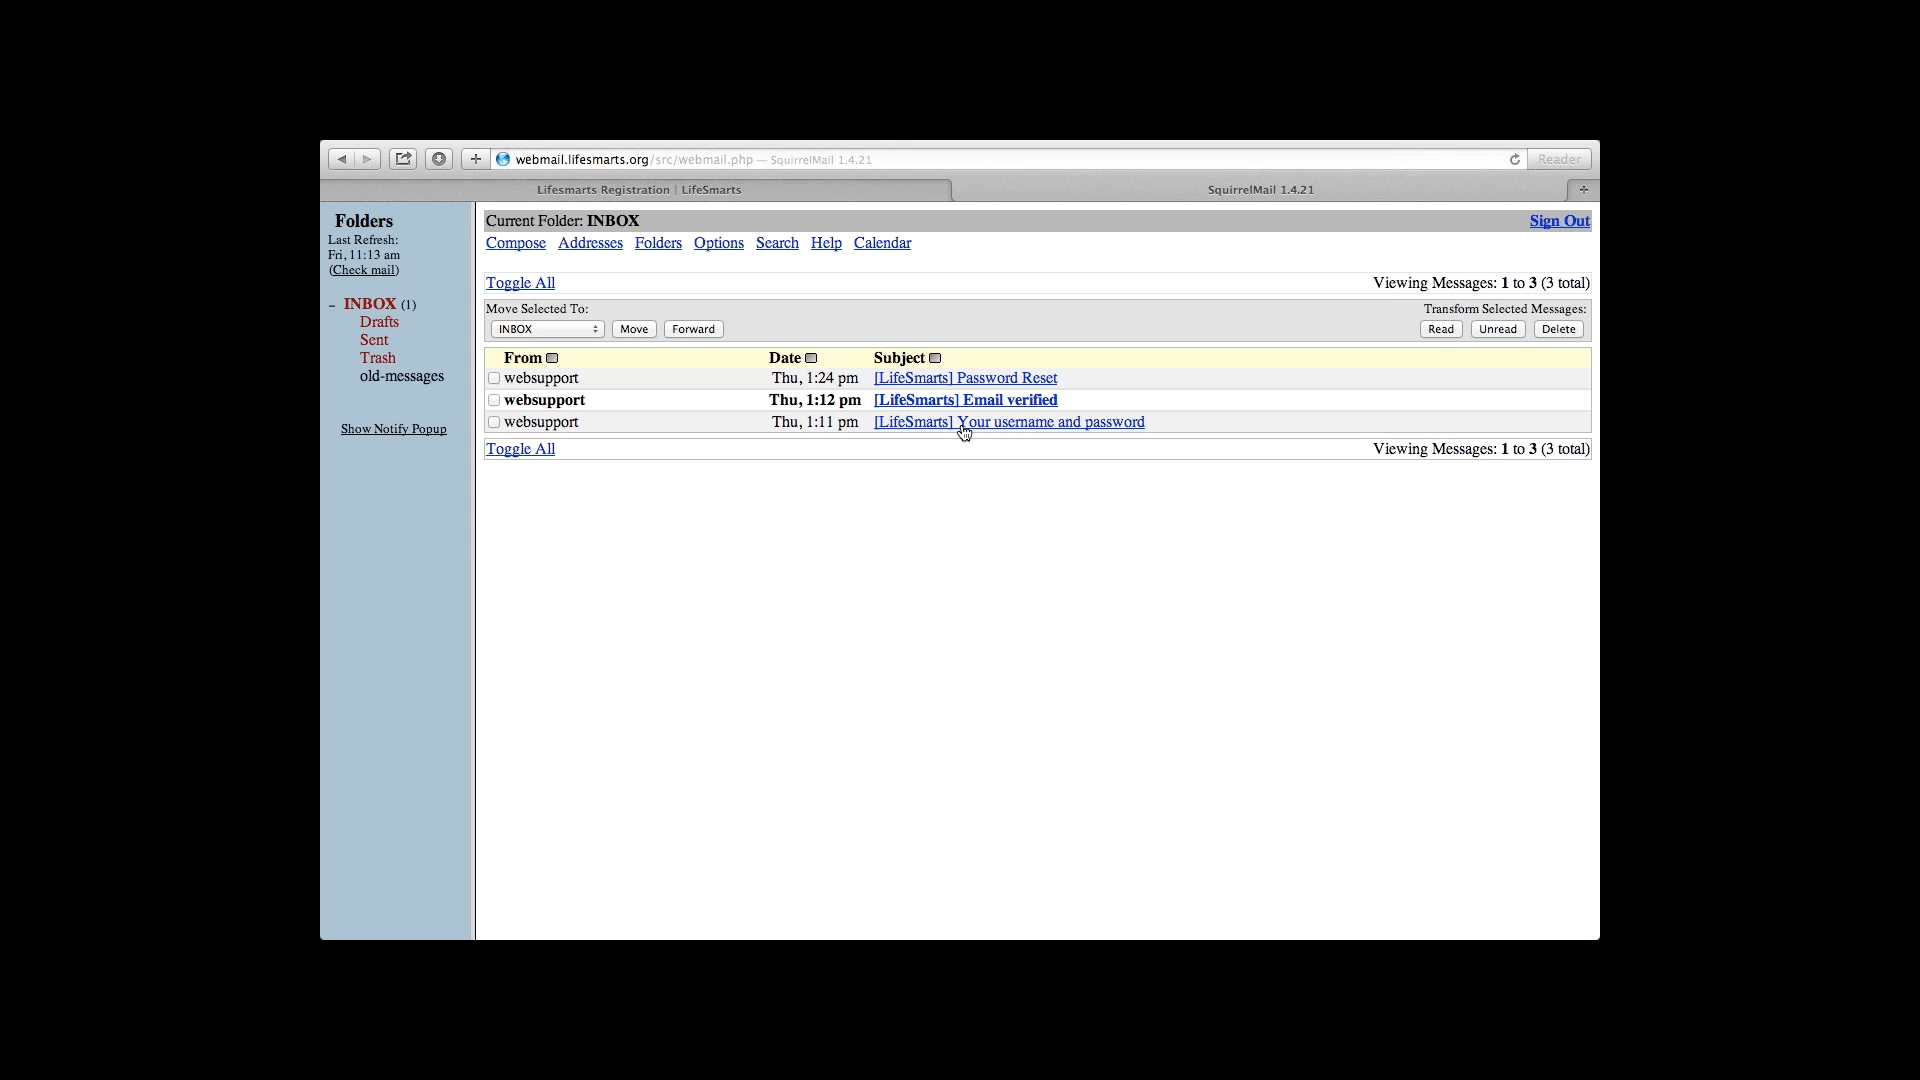 webmail.lifesmarts.org/src/webmail.php — SquirrelMail 1.4.21
Reader
Lifesmarts Registration | LifeSmarts
SquirrelMail 1.4.21
Folders
Last Refresh:
Fri, 11:13 am
(Check mail)
– INBOX (1)
Drafts
Sent
Trash
old-messages
Show Notify Popup
Current Folder: INBOX Sign Out
Compose Addresses Folders Options Search Help Calendar
Toggle All Viewing Messages: 1 to 3 (3 total)
Move Selected To: Transform Selected Messages:
INBOX Move Forward Read Unread Delete
From Date Subject
websupport Thu, 1:24 pm [LifeSmarts] Password Reset
websupport Thu, 1:12 pm [LifeSmarts] Email verified
websupport Thu, 1:11 pm [LifeSmarts] Your username and password
Toggle All Viewing Messages: 1 to 3 (3 total)